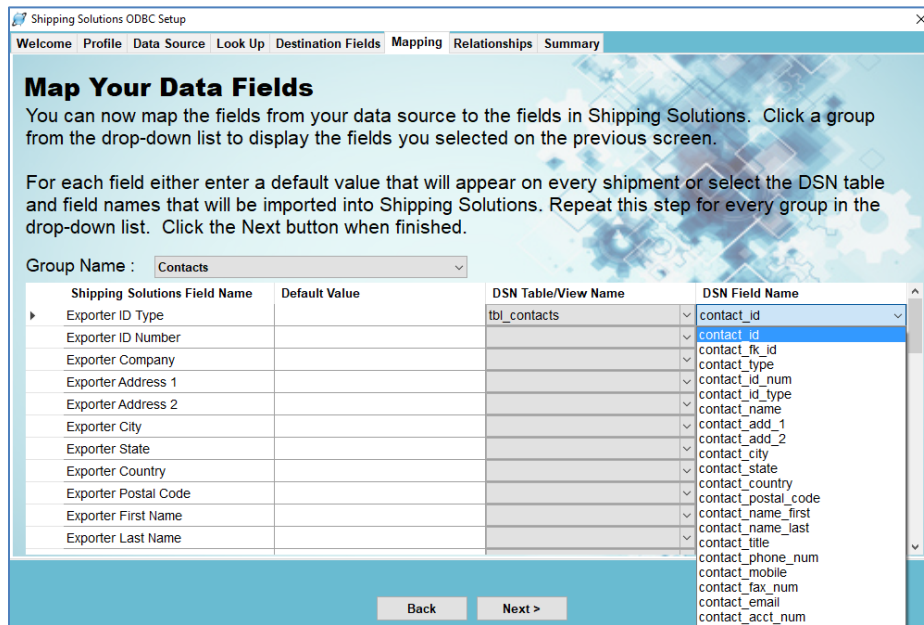 Shipping Solutions ODBC Setup
Welcome Profile Data Source Look Up Destination Fields Mapping Relationships Summary
Map Your Data Fields
You can now map the fields from your data source to the fields in Shipping Solutions. Click a group
from the drop-down list to display the fields you selected on the previous screen.
For each field either enter a default value that will appear on every shipment or select the DSN table
and field names that will be imported into Shipping Solutions. Repeat this step for every group in the
drop-down list. Click the Next button when finished.
Group Name : Contacts
Shipping Solutions Field Name Default Value DSN Table/View Name DSN Field Name
Exporter ID Type tbl_contacts contact_id
Exporter ID Number
Exporter Company
Exporter Address 1
Exporter Address 2
Exporter City
Exporter State
Exporter Country
Exporter Postal Code
Exporter First Name
Exporter Last Name
contact_id
contact_fk_id
contact_type
contact_id_num
contact_id_type
contact_name
contact_add_1
contact_add_2
contact_city
contact_state
contact_country
contact_postal_code
contact_name_first
contact_name_last
contact_title
contact_phone_num
contact_mobile
contact_fax_num
contact_email
contact_acct_num
Back Next >